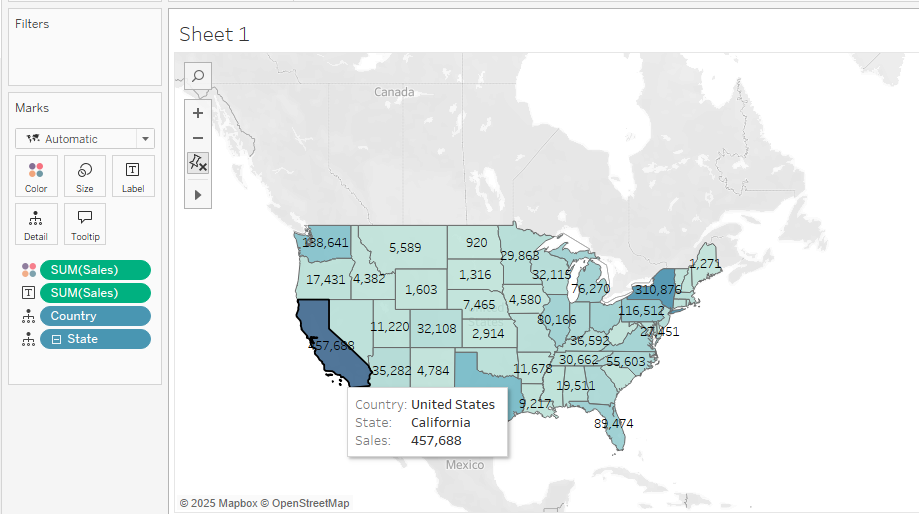 Filters
Sheet 1
Marks
Automatic
Color
Size
Label
Detail
Tooltip
SUM(Sales)
T
SUM(Sales)
Country
State
Canada
188,641
5,589
920
29,863
1,271
17,431
4,382
1,603
1,316
32,115
76,270
310,876
7,465
4,580
116,512
11,220
32,108
2,914
80,166
36,592
27,451
457,688
35,282
4,784
11,678
30,662
55,603
19,511
9,217
89,474
Country: United States
State: California
Sales: 457,688
Mexico
© 2025 Mapbox © OpenStreetMap